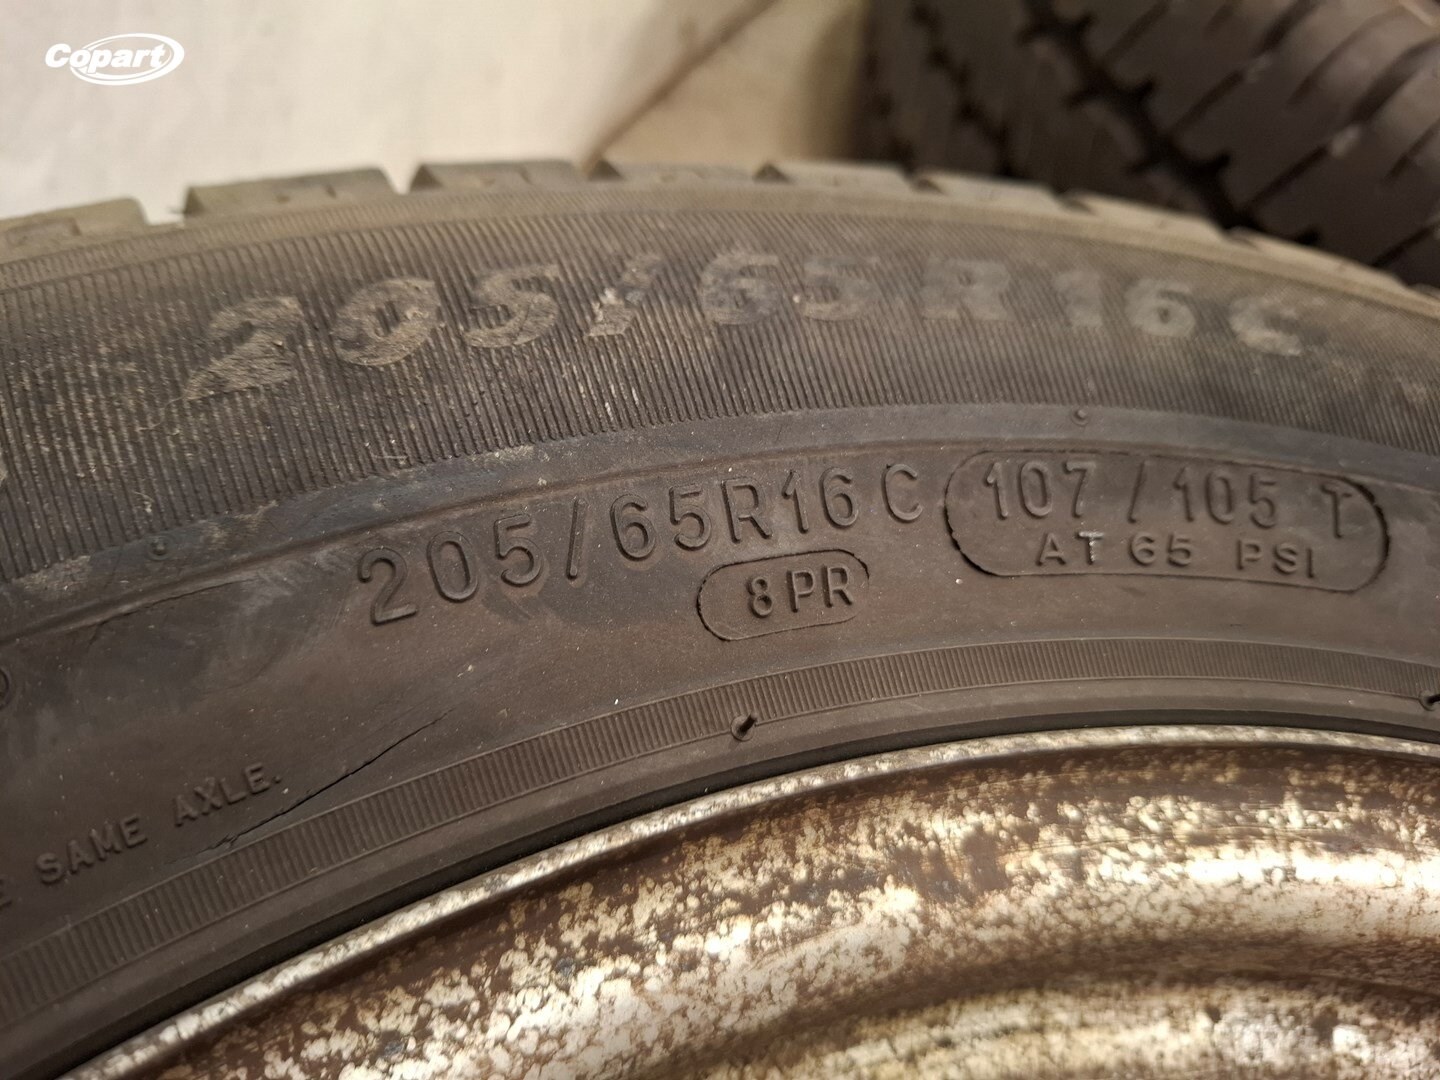 Copart
205/65R16C
205/65R16C 107/105 T
8PR AT 65 PSI
SAME AXLE.